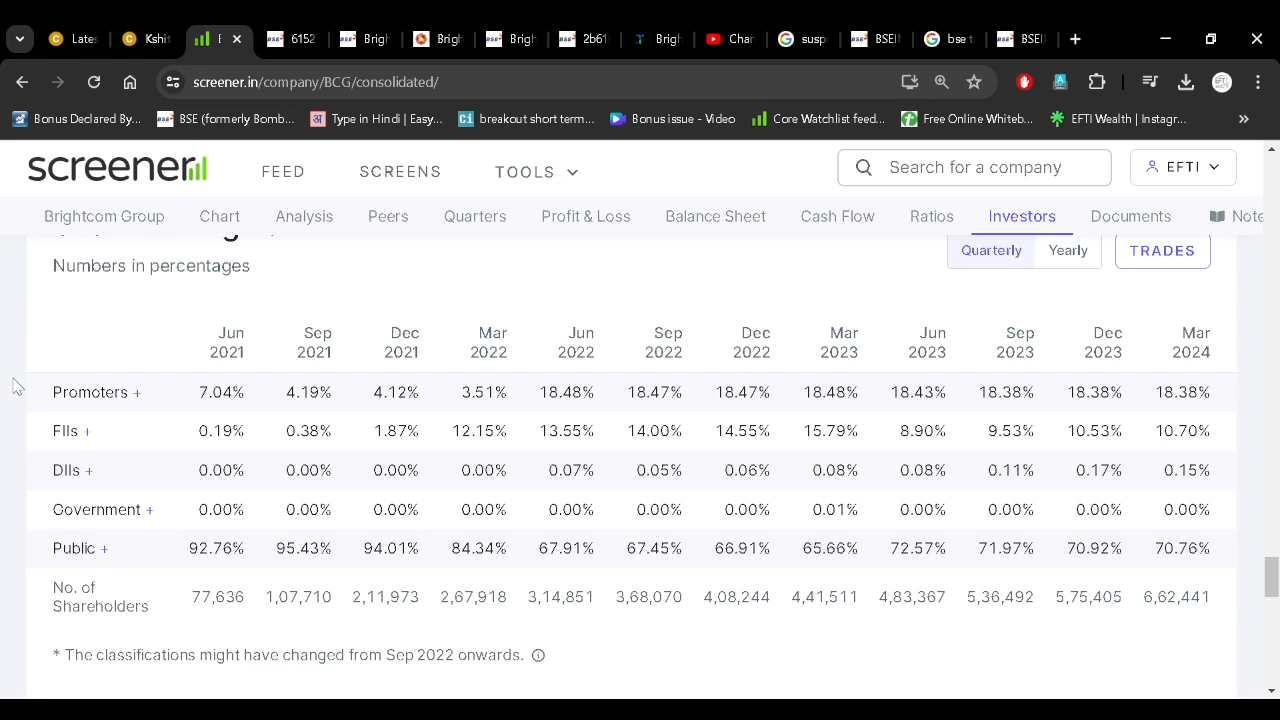 Lates
Kshit
6152
Brigh
Brigh
Brigh
2b61
Brigh
Char
susp
BSEIN
bse t
BSEIN
screener.in/company/BCG/consolidated/
Bonus Declared By...
BSE (formerly Bomb...
Type in Hindi | Easy...
breakout short term...
Bonus issue - Video
Core Watchlist feed...
Free Online Whiteb...
EFTI Wealth | Instagr...
screener
FEED
SCREENS
TOOLS
Search for a company
EFTI
Brightcom Group Chart Analysis Peers Quarters Profit & Loss Balance Sheet Cash Flow Ratios Investors Documents Note
Quarterly Yearly TRADES
Numbers in percentages
Jun Sep Dec Mar Jun Sep Dec Mar Jun Sep Dec Mar
2021 2021 2021 2022 2022 2022 2022 2023 2023 2023 2023 2024
Promoters + 7.04% 4.19% 4.12% 3.51% 18.48% 18.47% 18.47% 18.48% 18.43% 18.38% 18.38% 18.38%
FIIs + 0.19% 0.38% 1.87% 12.15% 13.55% 14.00% 14.55% 15.79% 8.90% 9.53% 10.53% 10.70%
DIIs + 0.00% 0.00% 0.00% 0.00% 0.07% 0.05% 0.06% 0.08% 0.08% 0.11% 0.17% 0.15%
Government + 0.00% 0.00% 0.00% 0.00% 0.00% 0.00% 0.00% 0.01% 0.00% 0.00% 0.00% 0.00%
Public + 92.76% 95.43% 94.01% 84.34% 67.91% 67.45% 66.91% 65.66% 72.57% 71.97% 70.92% 70.76%
No. of
Shareholders 77,636 1,07,710 2,11,973 2,67,918 3,14,851 3,68,070 4,08,244 4,41,511 4,83,367 5,36,492 5,75,405 6,62,441
* The classifications might have changed from Sep'2022 onwards.